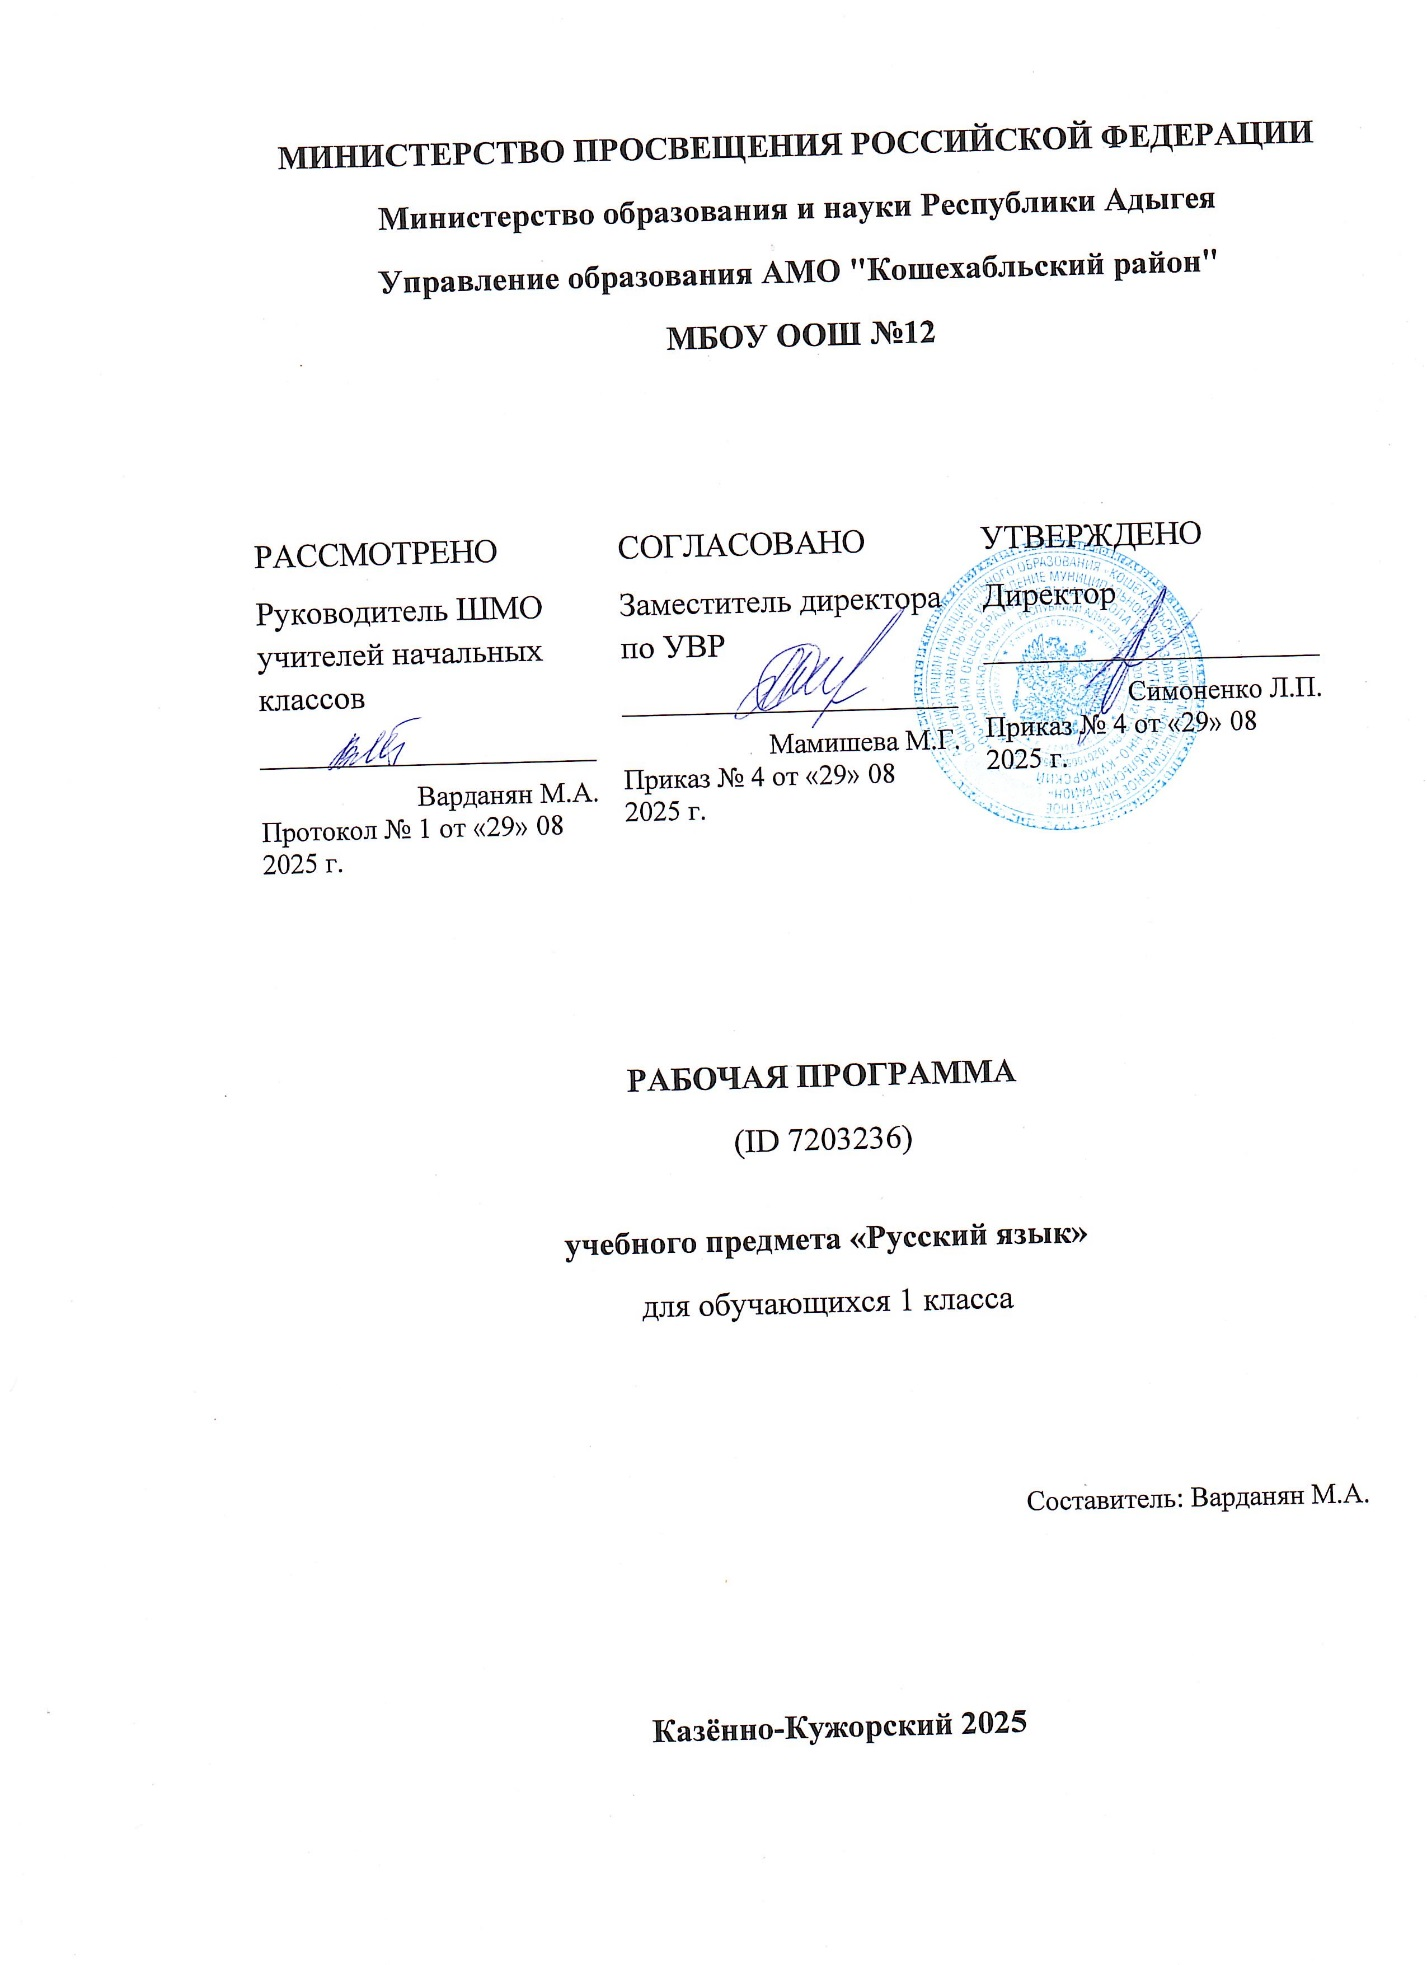 МИНИСТЕРСТВО ПРОСВЕЩЕНИЯ РОССИЙСКОЙ ФЕДЕРАЦИИ
Министерство образования и науки Республики Адыгея
Управление образования АМО "Кошехабльский район"
МБОУ ООШ №12
РАССМОТРЕНО
Руководитель ШМО
учителей начальных
классов
Варданян М.А.
Протокол № 1 от «29» 08
2025 г.
СОГЛАСОВАНО
Заместитель директора
по УВР
Мамишева М.Г.
Приказ № 4 от «29» 08
2025 г.
УТВЕРЖДЕНО
Директор
Симоненко Л.П.
Приказ № 4 от «29» 08
2025 г.
РАБОЧАЯ ПРОГРАММА
(ID 7203236)
учебного предмета «Русский язык»
для обучающихся 1 класса
Составитель: Варданян М.А.
Казённо-Кужорский 2025